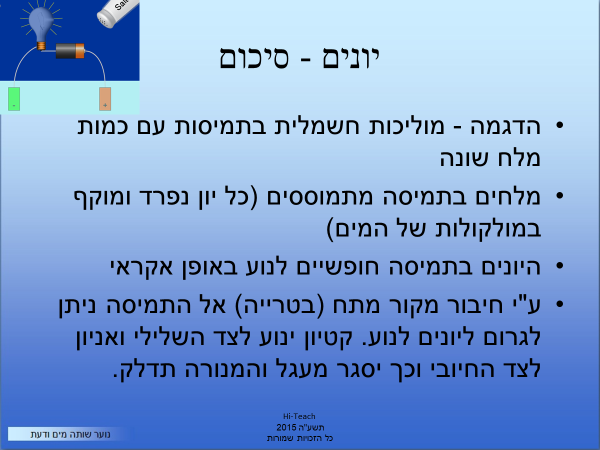 Salt
יונים - סיכום
• הדגמה - מוליכות חשמלית בתמיסות עם כמות
מלח שונה
• מלחים בתמיסה מתמוססים (כל יון נפרד ומוקף
במולקולות של המים)
• היונים בתמיסה חופשיים לנוע באופן אקראי
• ע"י חיבור מקור מתח (בטרייה) אל התמיסה ניתן
לגרום ליונים לנוע. קטיון ינוע לצד השלילי ואניון
לצד החיובי וכך יסגר מעגל והמנורה תדלק.
Hi-Teach
תשע"ה 2015
כל הזכויות שמורות
נוער שותה מים ודעת